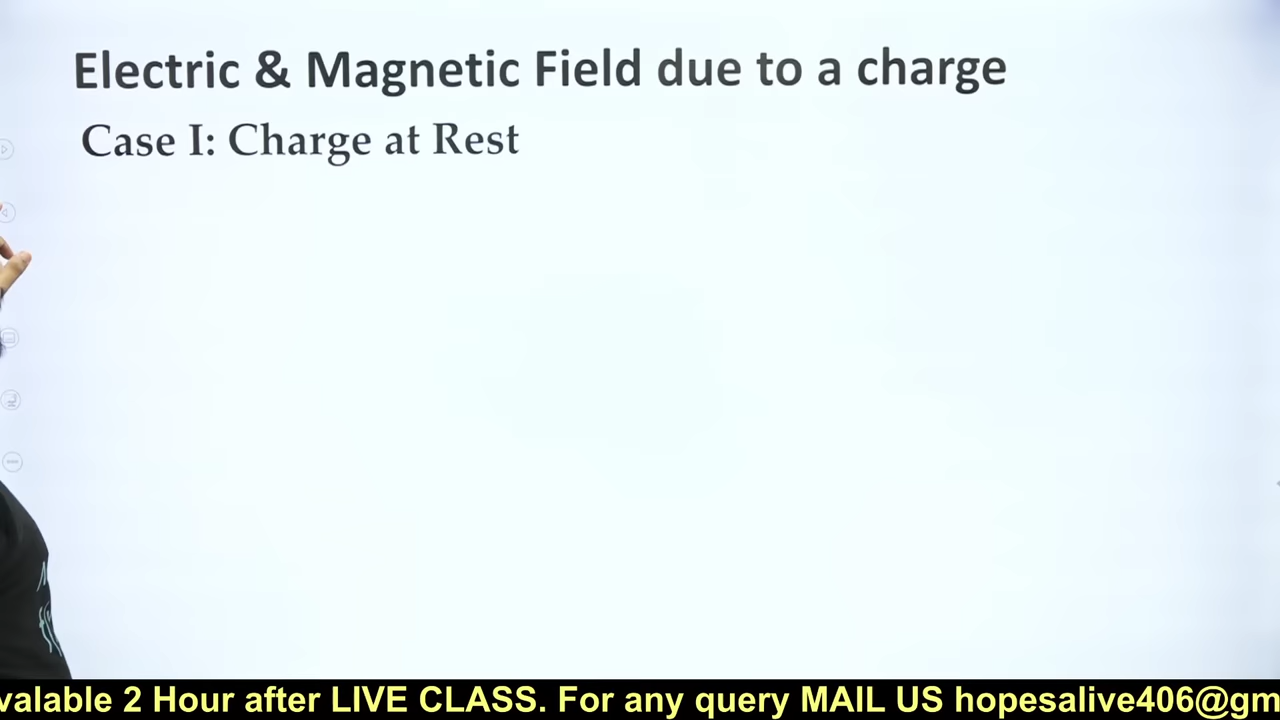 Electric & Magnetic Field due to a charge
Case I: Charge at Rest
valable 2 Hour after LIVE CLASS. For any query MAIL US hopesalive406@gm